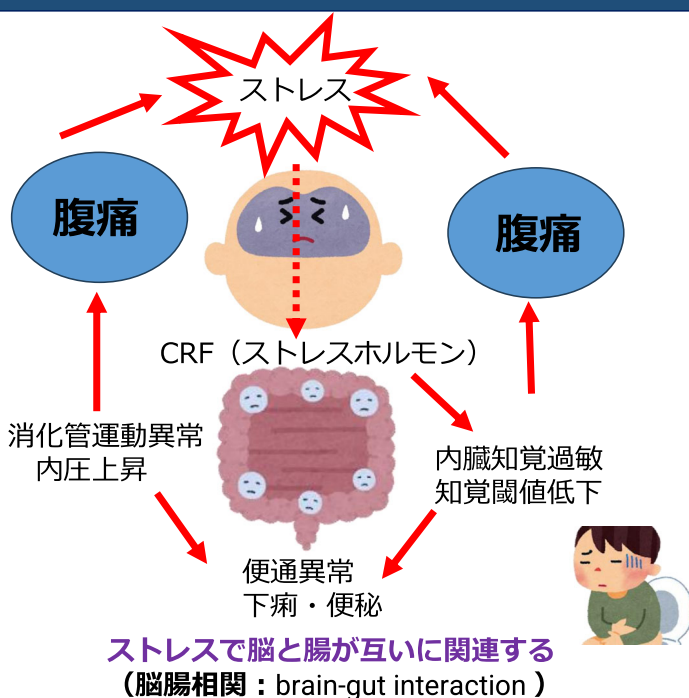 ストレス
腹痛
腹痛
CRF（ストレスホルモン）
消化管運動異常
内圧上昇
内臓知覚過敏
知覚閾値低下
便通異常
下痢・便秘
ストレスで脳と腸が互いに関連する
（脳腸相関：brain-gut interaction ）